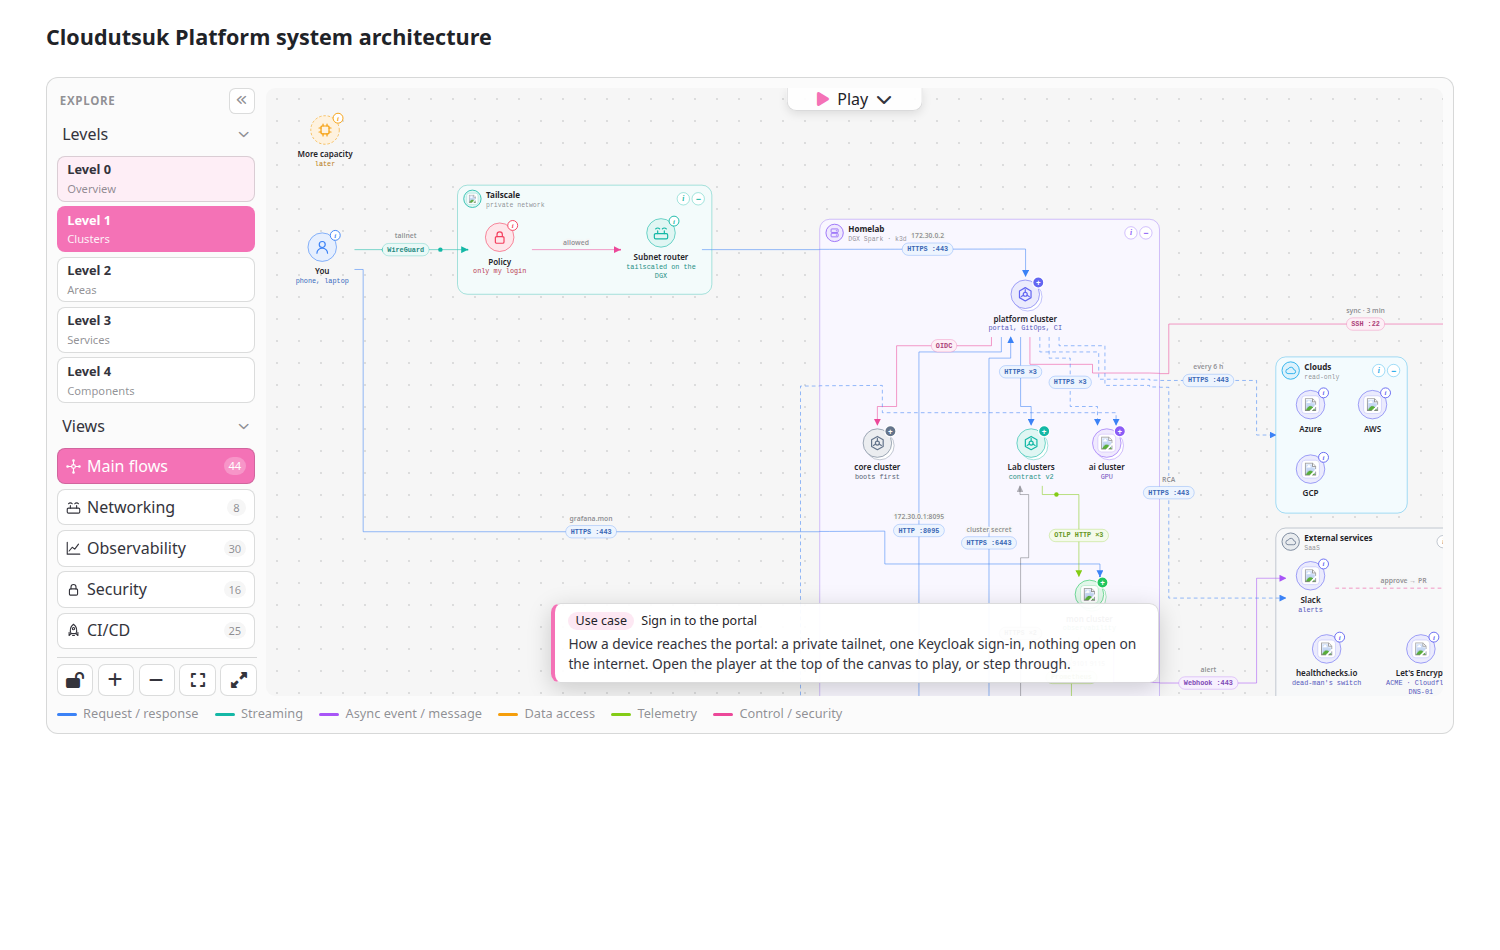 Cloudutsuk Platform system architecture
EXPLORE
Levels
Level 0
Overview
Level 1
Clusters
Level 2
Areas
Level 3
Services
Level 4
Components
Views
Main flows 44
Networking 8
Observability 30
Security 16
CI/CD 25
Play
More capacity
later
You
phone, laptop
tailnet
WireGuard
Tailscale
private network
Policy
only my login
allowed
Subnet router
tailscaled on the
DGX
Homelab
DGX Spark · k3d
172.30.0.2
HTTPS :443
platform cluster
portal, GitOps, CI
OIDC
HTTPS ×3
HTTPS ×3
core cluster
boots first
Lab clusters
contract v2
ai cluster
GPU
172.30.0.1:8095
HTTP :8095
cluster secret
HTTPS :6443
OTLP HTTP ×3
grafana.mon
HTTPS :443
sync · 3 min
SSH :22
every 6 h
HTTPS :443
RCA
HTTPS :443
Clouds
read-only
Azure
AWS
GCP
External services
SaaS
Slack
alerts
approve → PR
healthchecks.io
dead-man's switch
Let's Encryp
ACME · Cloudfl
DNS-01
alert
Webhook :443
Use case Sign in to the portal
How a device reaches the portal: a private tailnet, one Keycloak sign-in, nothing open on
the internet. Open the player at the top of the canvas to play, or step through.
Request / response
Streaming
Async event / message
Data access
Telemetry
Control / security